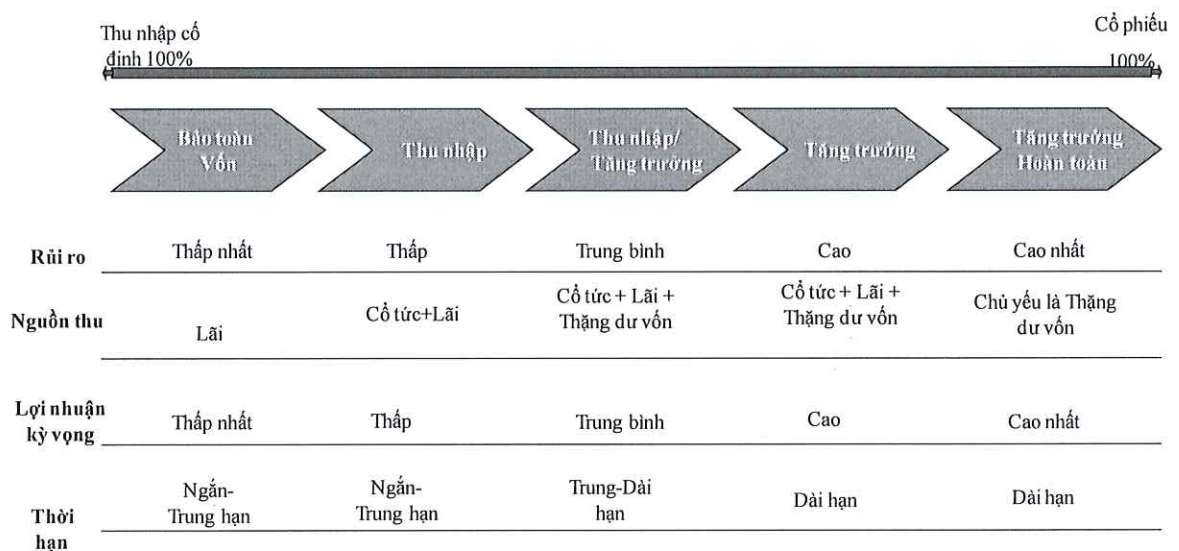 Thu nhập cố
định 100%
Cổ phiếu
100%
Bảo toàn
Vốn
Thu nhập
Thu nhập/
Tăng trưởng
Tăng trưởng
Tăng trưởng
Hoàn toàn
Rủi ro
Thấp nhất
Thấp
Trung bình
Cao
Cao nhất
Nguồn thu
Lãi
Cổ tức+Lãi
Cổ tức + Lãi +
Thặng dư vốn
Cổ tức + Lãi +
Thặng dư vốn
Chủ yếu là Thặng
dư vốn
Lợi nhuận
kỳ vọng
Thấp nhất
Thấp
Trung bình
Cao
Cao nhất
Thời
hạn
Ngắn-
Trung hạn
Ngắn-
Trung hạn
Trung-Dài
hạn
Dài hạn
Dài hạn